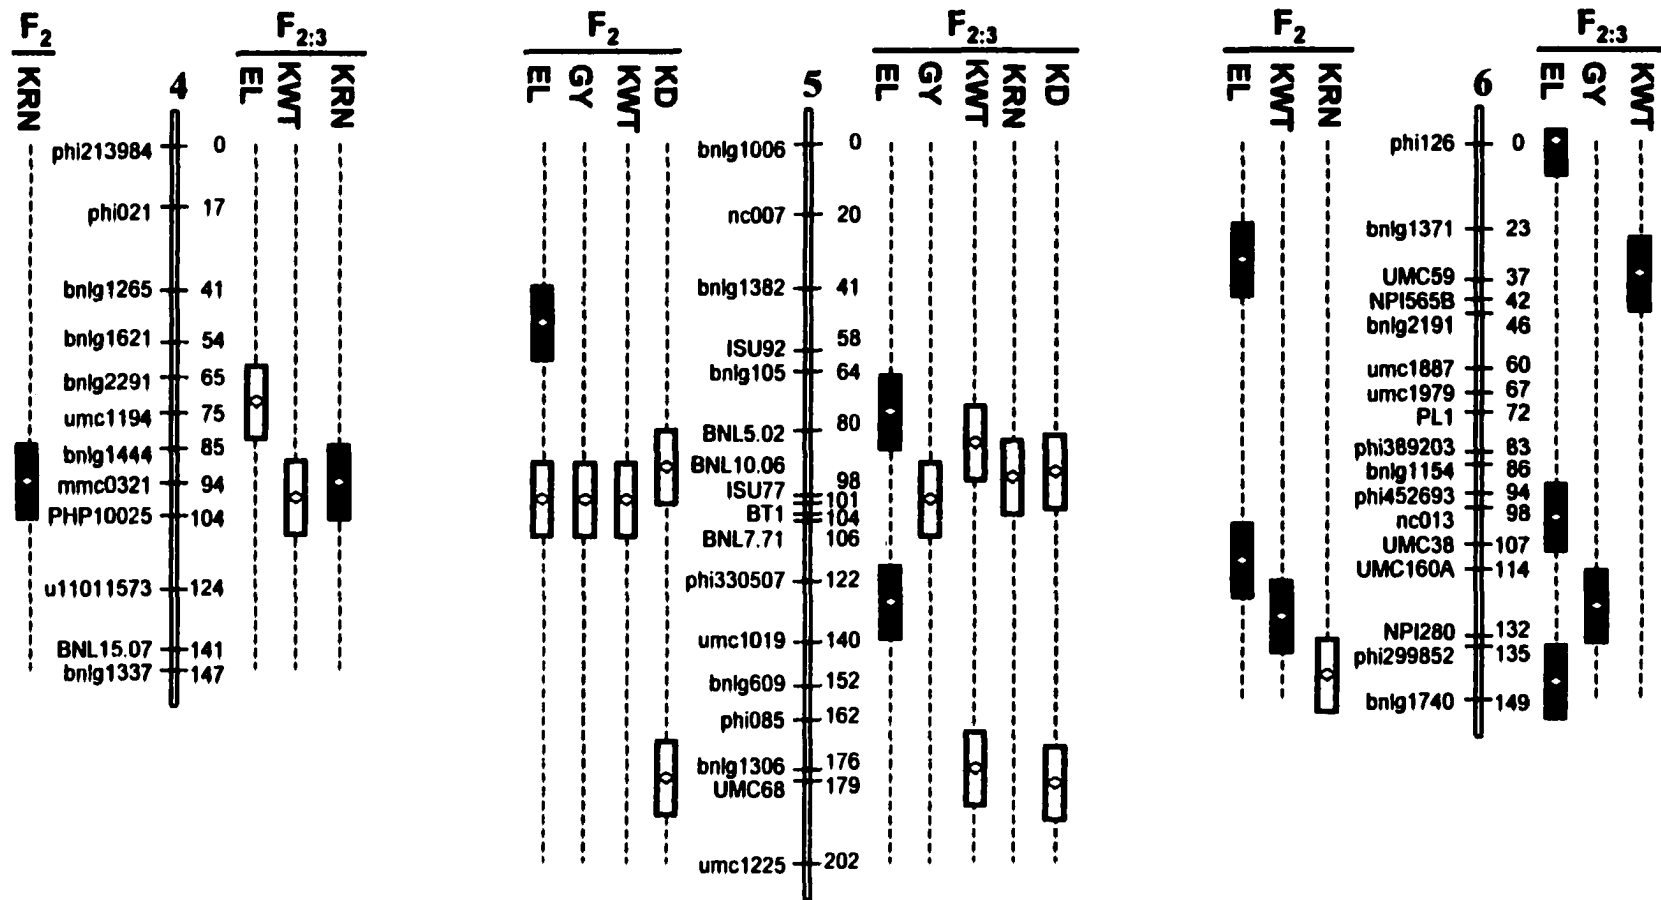 F2
F2:3
KRN
4
EL
KWT
KRN
phi213984 0
phi021 17
bnlg1265 41
bnlg1621 54
bnlg2291 65
umc1194 75
bnlg1444 85
mmc0321 94
PHP10025 104
u11011573 124
BNL15.07 141
bnlg1337 147
F2
F2:3
EL
GY
KWT
KD
5
EL
GY
KWT
KRN
KD
bnlg1006 0
nc007 20
bnlg1382 41
ISU92 58
bnlg105 64
BNL5.02 80
BNL10.06 98
ISU77 101
BT1 104
BNL7.71 106
phi330507 122
umc1019 140
bnlg609 152
phi085 162
bnlg1306 176
UMC68 179
umc1225 202
F2
F2:3
EL
KWT
KRN
6
EL
GY
KWT
phi126 0
bnlg1371 23
UMC59 37
NPI565B 42
bnlg2191 46
umc1887 60
umc1979 67
PL1 72
phi389203 83
bnlg1154 86
phi452693 94
nc013 98
UMC38 107
UMC160A 114
NPI280 132
phi299852 135
bnlg1740 149